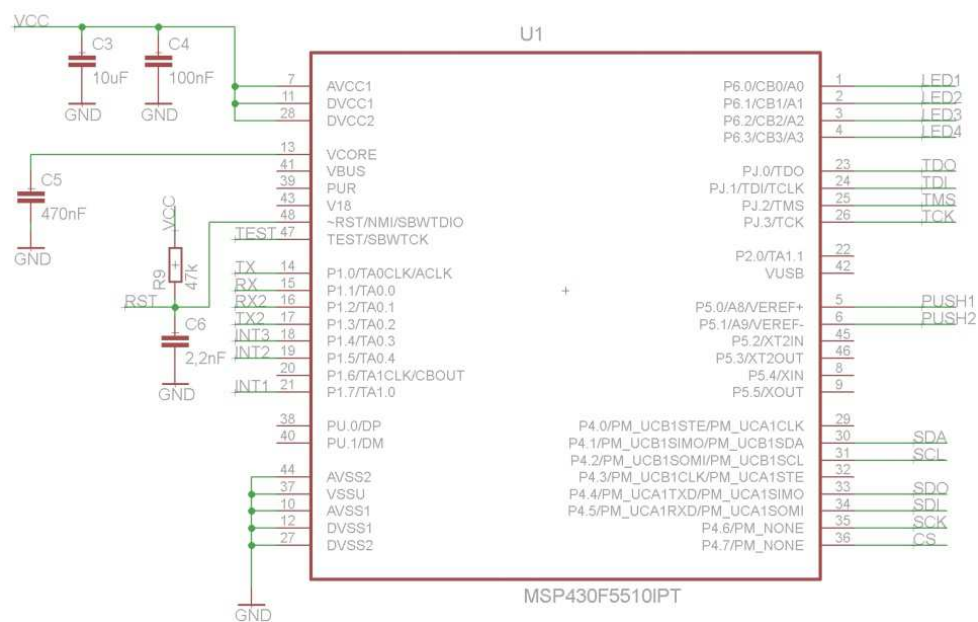 VCC
U1
C3
10uF
GND
C4
100nF
GND
7 AVCC1
11 DVCC1
28 DVCC2
13 VCORE
41 VBUS
39 PUR
43 V18
48 ~RST/NMI/SBWTDIO
TEST 47 TEST/SBWTCK
C5
470nF
GND
VCC
R9
47k
RST
C6
2,2nF
GND
TX 14 P1.0/TA0CLK/ACLK
RX 15 P1.1/TA0.0
RX2 16 P1.2/TA0.1
TX2 17 P1.3/TA0.2
INT3 18 P1.4/TA0.3
INT2 19 P1.5/TA0.4
20 P1.6/TA1CLK/CBOUT
INT1 21 P1.7/TA1.0
38 PU.0/DP
40 PU.1/DM
44 AVSS2
37 VSSU
10 AVSS1
12 DVSS1
27 DVSS2
GND
P6.0/CB0/A0 1 LED1
P6.1/CB1/A1 2 LED2
P6.2/CB2/A2 3 LED3
P6.3/CB3/A3 4 LED4
PJ.0/TDO 23 TDO
PJ.1/TDI/TCLK 24 TDI
PJ.2/TMS 25 TMS
PJ.3/TCK 26 TCK
P2.0/TA1.1 22
VUSB 42
P5.0/A8/VEREF+ 5 PUSH1
P5.1/A9/VEREF- 6 PUSH2
P5.2/XT2IN 45
P5.3/XT2OUT 46
P5.4/XIN 8
P5.5/XOUT 9
P4.0/PM_UCB1STE/PM_UCA1CLK 29
P4.1/PM_UCB1SIMO/PM_UCB1SDA 30 SDA
P4.2/PM_UCB1SOMI/PM_UCB1SCL 31 SCL
P4.3/PM_UCB1CLK/PM_UCA1STE 32
P4.4/PM_UCA1TXD/PM_UCA1SIMO 33 SDO
P4.5/PM_UCA1RXD/PM_UCA1SOMI 34 SDI
P4.6/PM_NONE 35 SCK
P4.7/PM_NONE 36 CS
MSP430F5510IPT